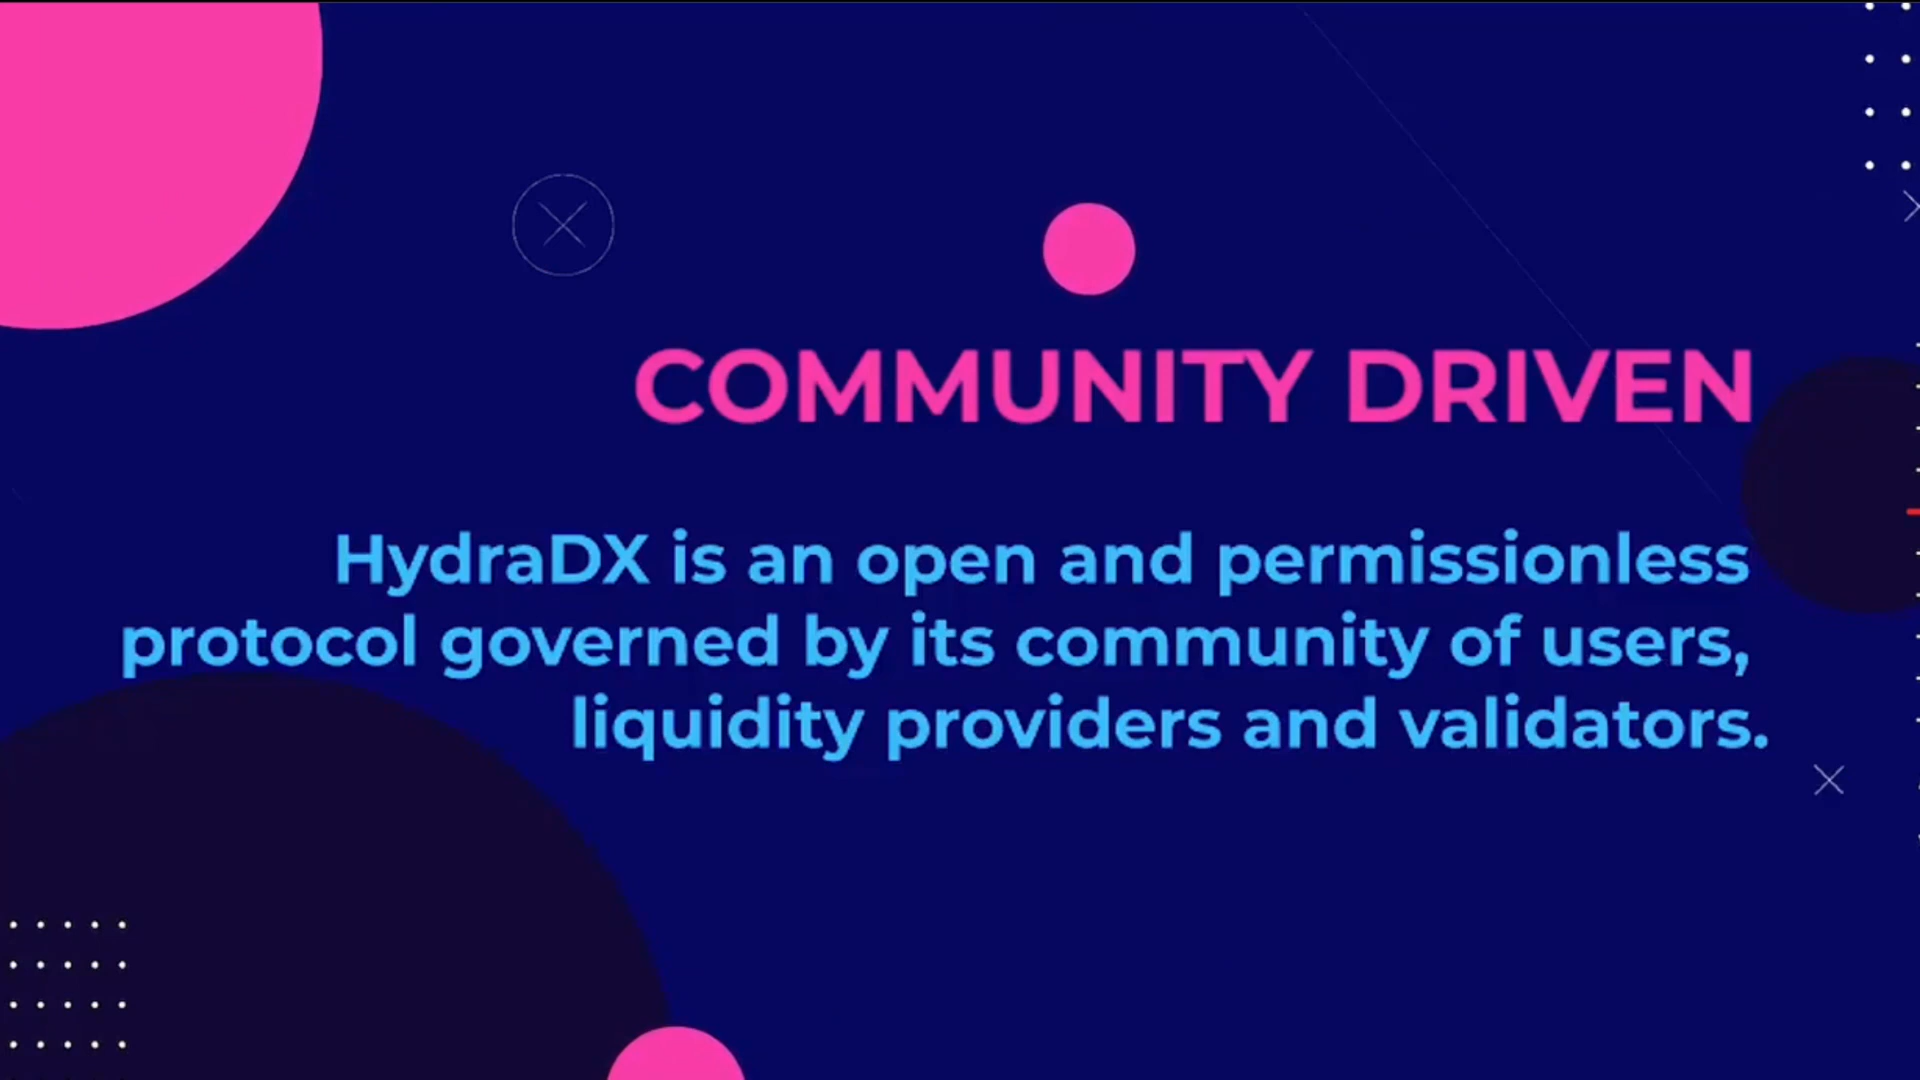 COMMUNITY DRIVEN
HydraDX is an open and permissionless
protocol governed by its community of users,
liquidity providers and validators.